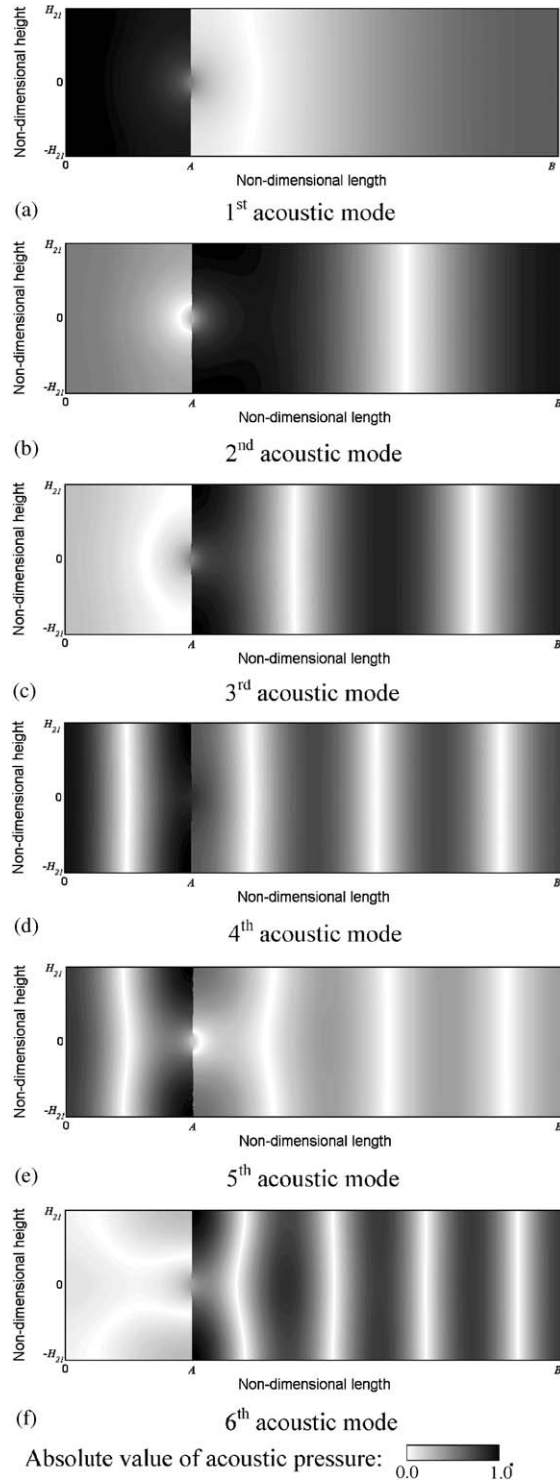 Non-dimensional height
H21
0
-H21
0
A
B
Non-dimensional length
(a)
1st acoustic mode
Non-dimensional height
H21
0
-H21
0
A
B
Non-dimensional length
(b)
2nd acoustic mode
Non-dimensional height
H21
0
-H21
0
A
B
Non-dimensional length
(c)
3rd acoustic mode
Non-dimensional height
H21
0
-H21
0
A
B
Non-dimensional length
(d)
4th acoustic mode
Non-dimensional height
H21
0
-H21
0
A
B
Non-dimensional length
(e)
5th acoustic mode
Non-dimensional height
H21
0
-H21
0
A
B
Non-dimensional length
(f)
6th acoustic mode
Absolute value of acoustic pressure:
0.0
1.0